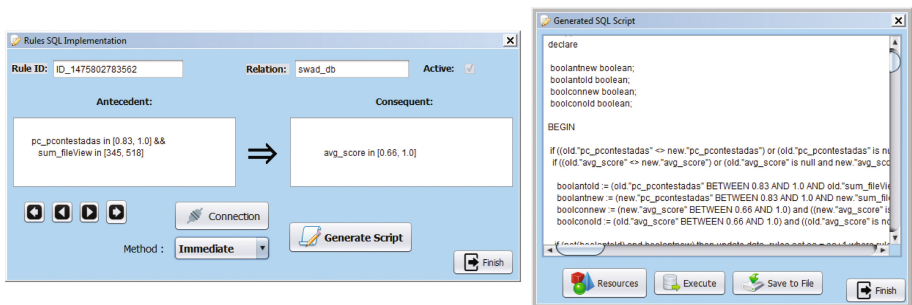 Rules SQL Implementation
Rule ID: ID_1475802783562 Relation: swad_db Active:
Antecedent: Consequent:
pc_pcontestadas in [0.83, 1.0] &&
sum_fileView in [345, 518]
⇒
avg_score in [0.66, 1.0]
Connection
Method : Immediate
Generate Script
Finish
Generated SQL Script
declare
boolantnew boolean;
boolantold boolean;
boolconnew boolean;
boolconold boolean;
BEGIN
if ((old."pc_pcontestadas" <> new."pc_pcontestadas") or (old."pc_pcontestadas" is nu
if ((old."avg_score" <> new."avg_score") or (old."avg_score" is null and new."avg_sco
boolantold := (old."pc_pcontestadas" BETWEEN 0.83 AND 1.0 AND old."sum_fileVie
boolantnew := (new."pc_pcontestadas" BETWEEN 0.83 AND 1.0 AND new."sum_file
boolconnew := (new."avg_score" BETWEEN 0.66 AND 1.0) and ((new."avg_score" is
boolconold := (old."avg_score" BETWEEN 0.66 AND 1.0) and ((old."avg_score" is no
Resources Execute Save to File
Finish